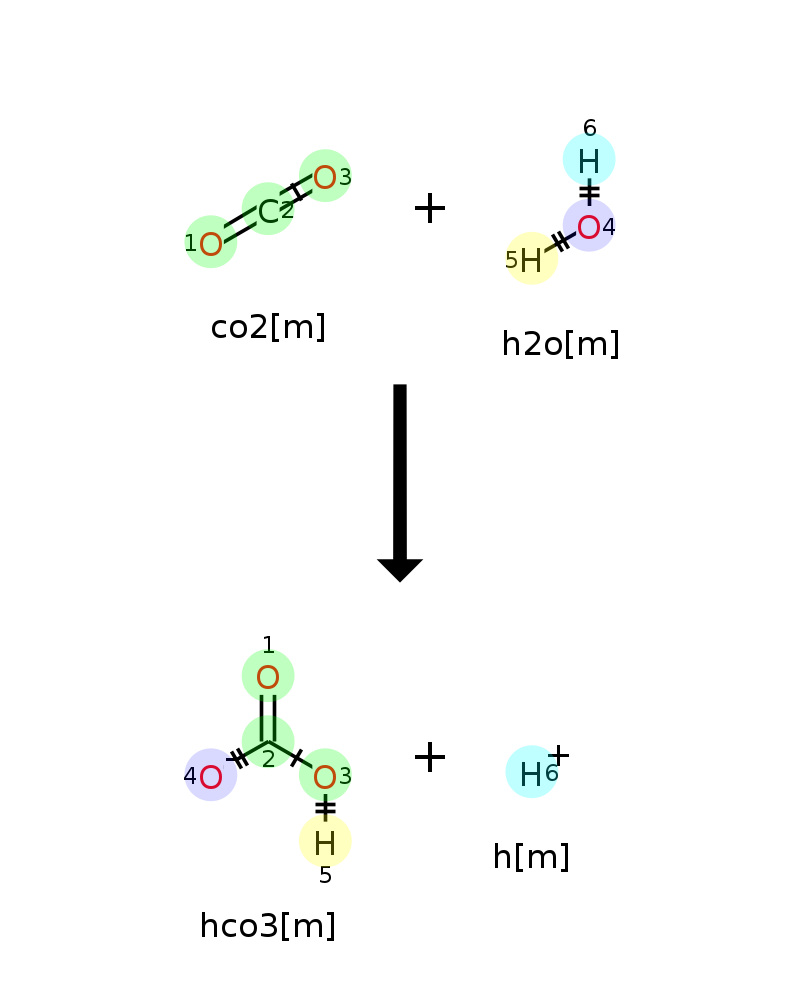 6
H
O3
C2
+
O4
1O
5H
co2[m]
h2o[m]
1
O
2
4O
-
O3
+
H6
+
H
5
h[m]
hco3[m]